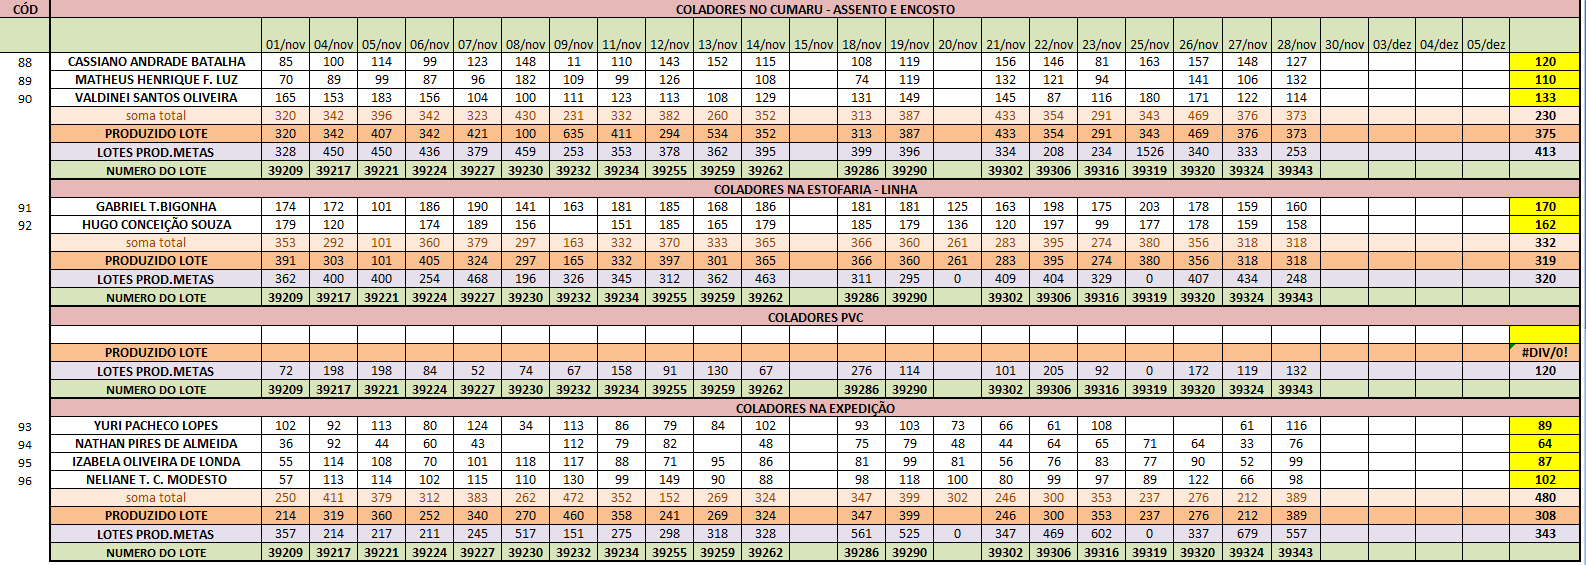 CÓD COLADORES NO CUMARU - ASSENTO E ENCOSTO
01/nov 04/nov 05/nov 06/nov 07/nov 08/nov 09/nov 11/nov 12/nov 13/nov 14/nov 15/nov 18/nov 19/nov 20/nov 21/nov 22/nov 23/nov 25/nov 26/nov 27/nov 28/nov 30/nov 03/dez 04/dez 05/dez
88 CASSIANO ANDRADE BATALHA 85 100 114 99 123 148 11 110 143 152 115 108 119 156 146 81 163 157 148 127 120
89 MATHEUS HENRIQUE F. LUZ 70 89 99 87 96 182 109 99 126 108 74 119 132 121 94 141 106 132 110
90 VALDINEI SANTOS OLIVEIRA 165 153 183 156 104 100 111 123 113 108 129 131 149 145 87 116 180 171 122 114 133
soma total 320 342 396 342 323 430 231 332 382 260 352 313 387 433 354 291 343 469 376 373 230
PRODUZIDO LOTE 320 342 407 342 421 100 635 411 294 534 352 313 387 433 354 291 343 469 376 373 375
LOTES PROD.METAS 328 450 450 436 379 459 253 353 378 362 395 399 396 334 208 234 1526 340 333 253 413
NUMERO DO LOTE 39209 39217 39221 39224 39227 39230 39232 39234 39255 39259 39262 39286 39290 39302 39306 39316 39319 39320 39324 39343
COLADORES NA ESTOFARIA - LINHA
91 GABRIEL T.BIGONHA 174 172 101 186 190 141 163 181 185 168 186 181 181 125 163 198 175 203 178 159 160 170
92 HUGO CONCEIÇÃO SOUZA 179 120 174 189 156 151 185 165 179 185 179 136 120 197 99 177 178 159 158 162
soma total 353 292 101 360 379 297 163 332 370 333 365 366 360 261 283 395 274 380 356 318 318 332
PRODUZIDO LOTE 391 303 101 405 324 297 165 332 397 301 365 366 360 261 283 395 274 380 356 318 318 319
LOTES PROD.METAS 362 400 400 254 468 196 326 345 312 362 463 311 295 0 409 404 329 0 407 434 248 320
NUMERO DO LOTE 39209 39217 39221 39224 39227 39230 39232 39234 39255 39259 39262 39286 39290 39302 39306 39316 39319 39320 39324 39343
COLADORES PVC
PRODUZIDO LOTE #DIV/0!
LOTES PROD.METAS 72 198 198 84 52 74 67 158 91 130 67 276 114 101 205 92 0 172 119 132 120
NUMERO DO LOTE 39209 39217 39221 39224 39227 39230 39232 39234 39255 39259 39262 39286 39290 39302 39306 39316 39319 39320 39324 39343
COLADORES NA EXPEDIÇÃO
93 YURI PACHECO LOPES 102 92 113 80 124 34 113 86 79 84 102 93 103 73 66 61 108 61 116 89
94 NATHAN PIRES DE ALMEIDA 36 92 44 60 43 112 79 82 48 75 79 48 44 64 65 71 64 33 76 64
95 IZABELA OLIVEIRA DE LONDA 55 114 108 70 101 118 117 88 71 95 86 81 99 81 56 76 83 77 90 52 99 87
96 NELIANE T. C. MODESTO 57 113 114 102 115 110 130 99 149 90 88 98 118 100 80 99 97 89 122 66 98 102
soma total 250 411 379 312 383 262 472 352 152 269 324 347 399 302 246 300 353 237 276 212 389 480
PRODUZIDO LOTE 214 319 360 252 340 270 460 358 241 269 324 347 399 246 300 353 237 276 212 389 308
LOTES PROD.METAS 357 214 217 211 245 517 151 275 298 318 328 561 525 0 347 469 602 0 337 679 557 343
NUMERO DO LOTE 39209 39217 39221 39224 39227 39230 39232 39234 39255 39259 39262 39286 39290 39302 39306 39316 39319 39320 39324 39343